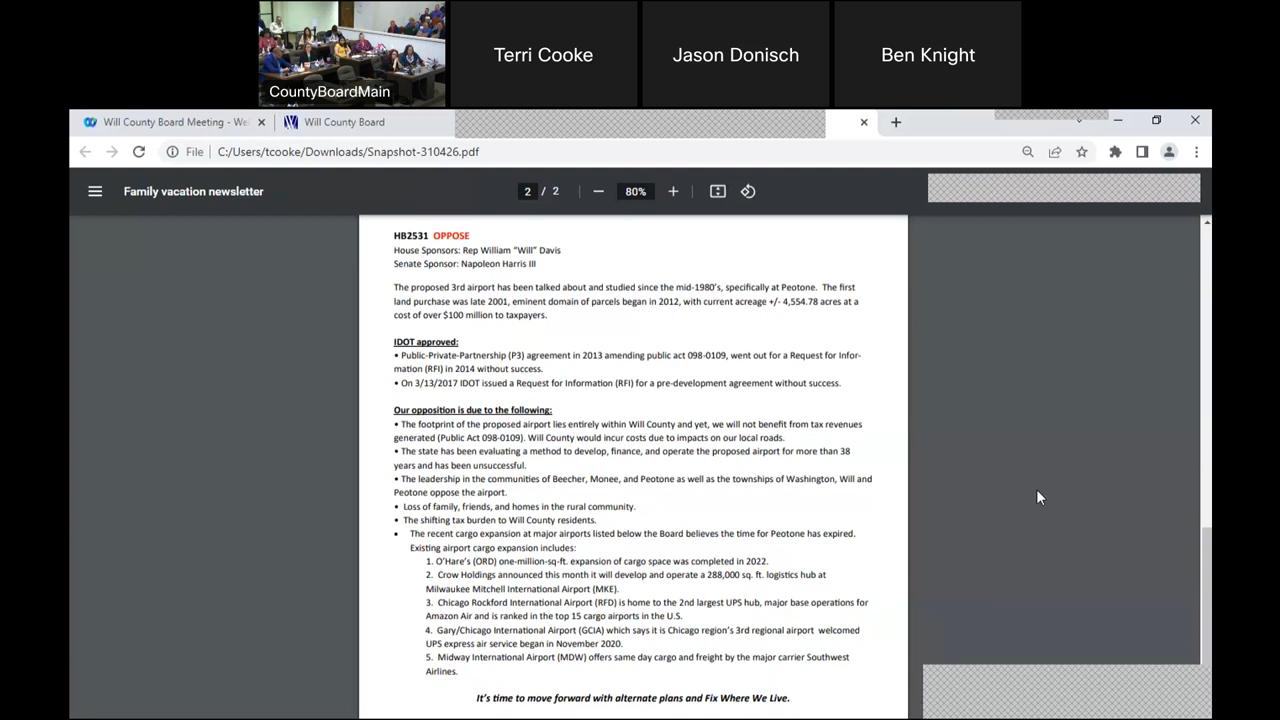 Terri Cooke
Jason Donisch
Ben Knight
CountyBoardMain
Will County Board Meeting - We
Will County Board
File
C:/Users/tcooke/Downloads/Snapshot-310426.pdf
Family vacation newsletter
2 / 2
80%
HB2531 OPPOSE
House Sponsors: Rep William “Will” Davis
Senate Sponsor: Napoleon Harris III
The proposed 3rd airport has been talked about and studied since the mid-1980’s, specifically at Peotone. The first
land purchase was late 2001, eminent domain of parcels began in 2012, with current acreage +/- 4,554.78 acres at a
cost of over $100 million to taxpayers.
IDOT approved:
• Public-Private-Partnership (P3) agreement in 2013 amending public act 098-0109, went out for a Request for Infor-
mation (RFI) in 2014 without success.
• On 3/13/2017 IDOT issued a Request for Information (RFI) for a pre-development agreement without success.
Our opposition is due to the following:
• The footprint of the proposed airport lies entirely within Will County and yet, we will not benefit from tax revenues
generated (Public Act 098-0109). Will County would incur costs due to impacts on our local roads.
• The state has been evaluating a method to develop, finance, and operate the proposed airport for more than 38
years and has been unsuccessful.
• The leadership in the communities of Beecher, Monee, and Peotone as well as the townships of Washington, Will and
Peotone oppose the airport.
• Loss of family, friends, and homes in the rural community.
• The shifting tax burden to Will County residents.
• The recent cargo expansion at major airports listed below the Board believes the time for Peotone has expired.
Existing airport cargo expansion includes:
1. O’Hare’s (ORD) one-million-sq-ft. expansion of cargo space was completed in 2022.
2. Crow Holdings announced this month it will develop and operate a 288,000 sq. ft. logistics hub at
Milwaukee Mitchell International Airport (MKE).
3. Chicago Rockford International Airport (RFD) is home to the 2nd largest UPS hub, major base operations for
Amazon Air and is ranked in the top 15 cargo airports in the U.S.
4. Gary/Chicago International Airport (GCIA) which says it is Chicago region’s 3rd regional airport welcomed
UPS express air service began in November 2020.
5. Midway International Airport (MDW) offers same day cargo and freight by the major carrier Southwest
Airlines.
It’s time to move forward with alternate plans and Fix Where We Live.